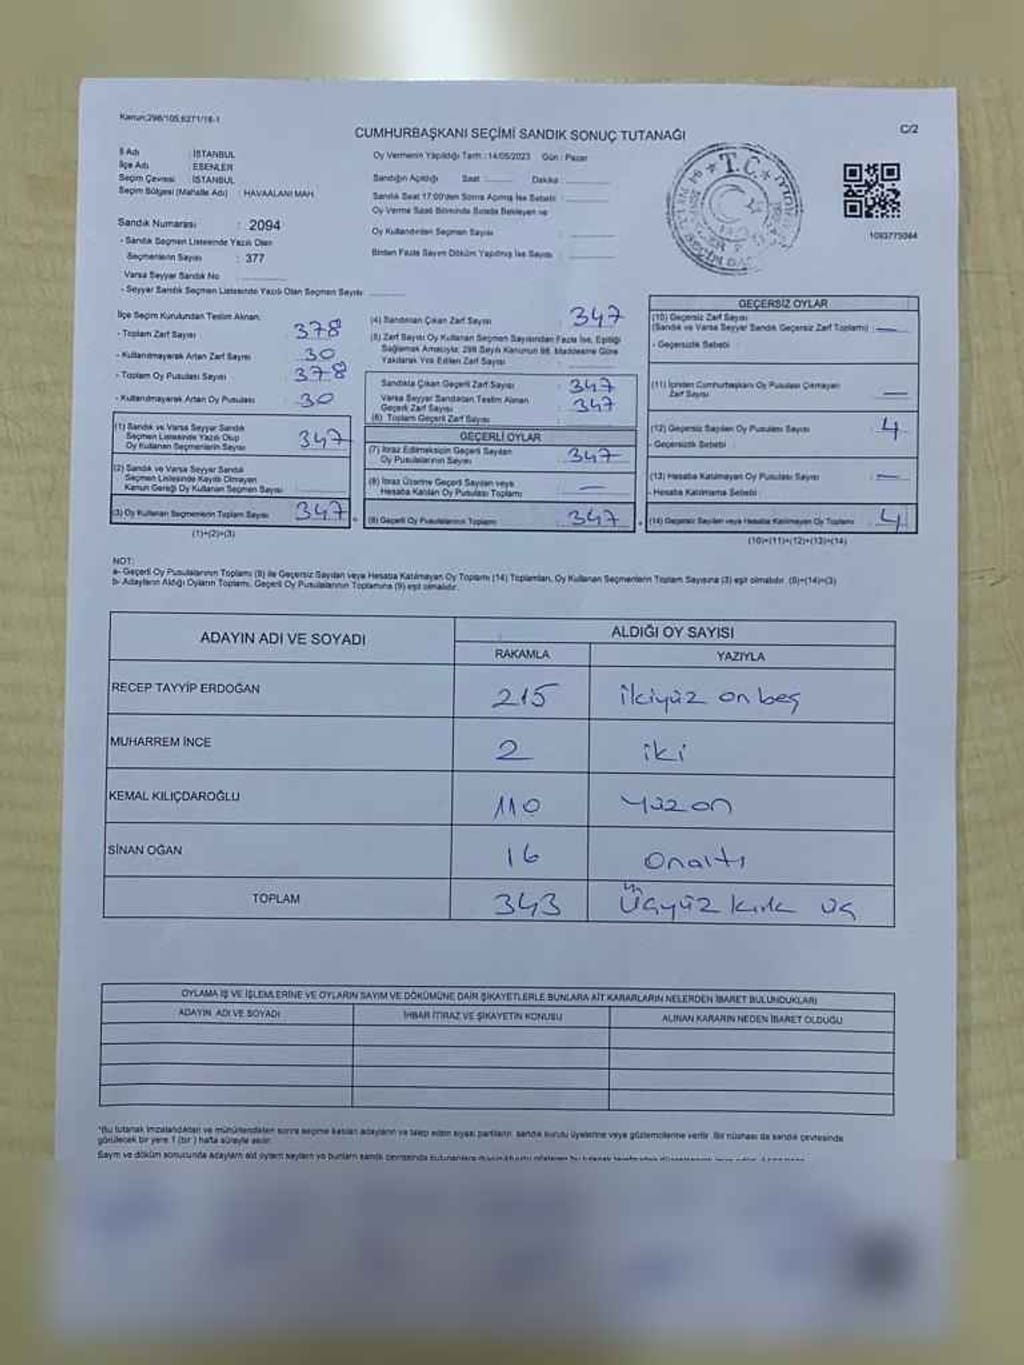 Kanun:298/105,6271/16-1
C/2
CUMHURBAŞKANI SEÇİMİ SANDIK SONUÇ TUTANAĞI
İl Adı : İSTANBUL
İlçe Adı : ESENLER
Seçim Çevresi : İSTANBUL
Seçim Bölgesi (Mahalle Adı) : HAVAALANI MAH.
Sandık Numarası : 2094
- Sandık Seçmen Listesinde Yazılı Olan
Seçmenlerin Sayısı : 377
Varsa Seyyar Sandık No
- Seyyar Sandık Seçmen Listesinde Yazılı Olan Seçmen Sayısı
Oy Vermenin Yapıldığı Tarih : 14/05/2023 Gün : Pazar
Sandığın Açıldığı Saat : Dakika :
Sandık Saat 17:00'den Sonra Açılmış İse Sebebi :
Oy Verme Saati Bitiminde Sırada Bekleyen ve
Oy Kullandırılan Seçmen Sayısı :
Birden Fazla Sayım Döküm Yapılmış İse Sayısı :
T.C.
1093775084
İlçe Seçim Kurulundan Teslim Alınan:
- Toplam Zarf Sayısı 378
- Kullanılmayarak Artan Zarf Sayısı 30
- Toplam Oy Pusulası Sayısı 378
- Kullanılmayarak Artan Oy Pusulası 30
(1) Sandık ve Varsa Seyyar Sandık
Seçmen Listesinde Yazılı Olup
Oy Kullanan Seçmenlerin Sayısı 347
(2) Sandık ve Varsa Seyyar Sandık
Seçmen Listesinde Kayıtlı Olmayan
Kanun Gereği Oy Kullanan Seçmen Sayısı
(3) Oy Kullanan Seçmenlerin Toplam Sayısı 347
(1)+(2)=(3)
(4) Sandıktan Çıkan Zarf Sayısı 347
(5) Zarf Sayısı Oy Kullanan Seçmen Sayısından Fazla İse, Eşitliği
Sağlamak Amacıyla; 298 Sayılı Kanunun 98. Maddesine Göre
Yakılarak Yok Edilen Zarf Sayısı
Sandıkta Çıkan Geçerli Zarf Sayısı 347
Varsa Seyyar Sandıktan Teslim Alınan
Geçerli Zarf Sayısı 347
(6) Toplam Geçerli Zarf Sayısı
GEÇERLİ OYLAR
(7) İtiraz Edilmeksizin Geçerli Sayılan
Oy Pusulalarının Sayısı 347
(8) İtiraz Üzerine Geçerli Sayılan veya
Hesaba Katılan Oy Pusulası Toplamı —
(9) Geçerli Oy Pusulalarının Toplamı 347
GEÇERSİZ OYLAR
(10) Geçersiz Zarf Sayısı
(Sandık ve Varsa Seyyar Sandık Geçersiz Zarf Toplamı) —
- Geçersizlik Sebebi :
(11) İçinden Cumhurbaşkanı Oy Pusulası Çıkmayan
Zarf Sayısı —
(12) Geçersiz Sayılan Oy Pusulası Sayısı 4
- Geçersizlik Sebebi
(13) Hesaba Katılmayan Oy Pusulası Sayısı —
- Hesaba Katılmama Sebebi
(14) Geçersiz Sayılan veya Hesaba Katılmayan Oy Toplamı 4
(10)+(11)+(12)+(13)=(14)
NOT:
a- Geçerli Oy Pusulalarının Toplamı (9) ile Geçersiz Sayılan veya Hesaba Katılmayan Oy Toplamı (14) Toplamları, Oy Kullanan Seçmenlerin Toplam Sayısına (3) eşit olmalıdır. (9)+(14)=(3)
b- Adayların Aldığı Oyların Toplamı, Geçerli Oy Pusulalarının Toplamına (9) eşit olmalıdır.
ADAYIN ADI VE SOYADI
ALDIĞI OY SAYISI
RAKAMLA YAZIYLA
RECEP TAYYİP ERDOĞAN 215 ikiyüz onbeş
MUHARREM İNCE 2 iki
KEMAL KILIÇDAROĞLU 110 Yüzon
SİNAN OĞAN 16 Onaltı
TOPLAM 343 Üçyüz kırk üç
OYLAMA İŞ VE İŞLEMLERİNE VE OYLARIN SAYIM VE DÖKÜMÜNE DAİR ŞİKAYETLERLE BUNLARA AİT KARARLARIN NELERDEN İBARET BULUNDUKLARI
ADAYIN ADI VE SOYADI İHBAR İTİRAZ VE ŞİKAYETİN KONUSU ALINAN KARARIN NEDEN İBARET OLDUĞU
*Bu tutanak imzalandıktan ve mühürlendikten sonra seçime katılan adayların ve talep eden siyasi partilerin, sandık kurulu üyelerine veya gözlemcilerine verilir. Bir nüshası da sandık çevresinde
görülecek bir yere 1 (bir) hafta süreyle asılır.